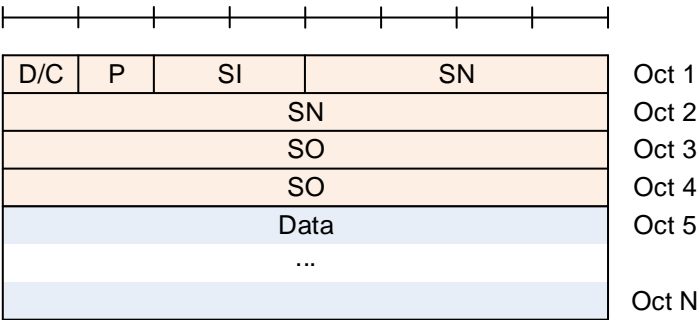 D/C P SI SN Oct 1
SN Oct 2
SO Oct 3
SO Oct 4
Data Oct 5
...
Oct N